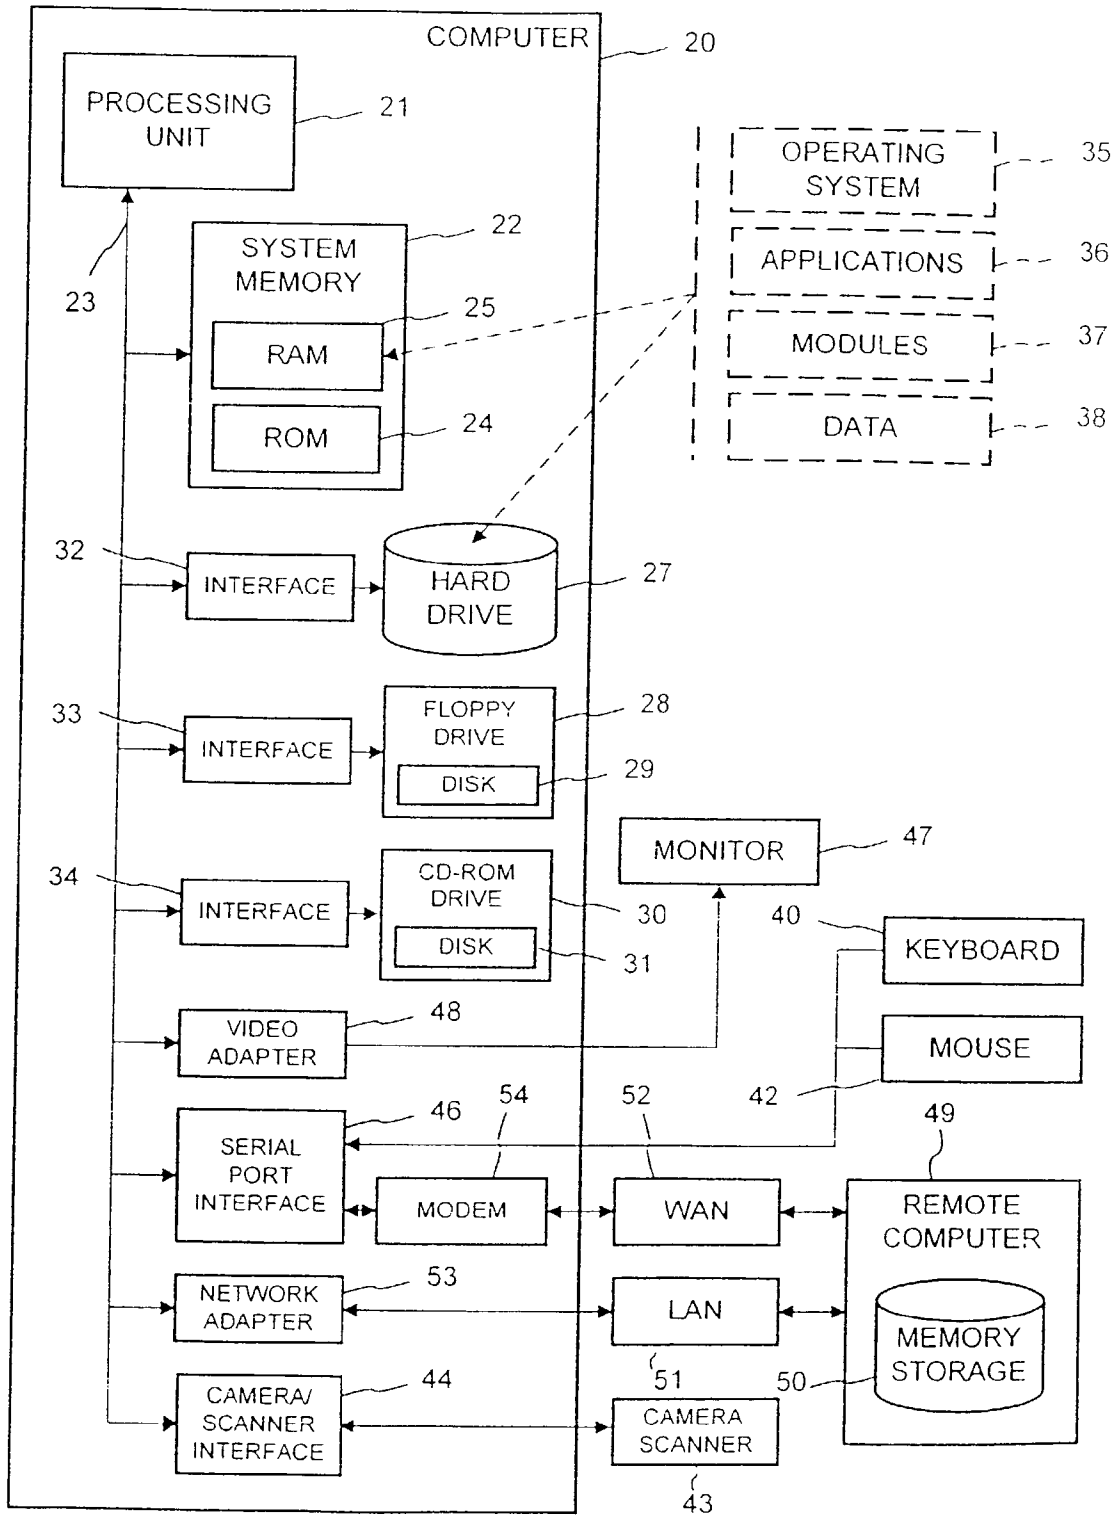 COMPUTER
20
PROCESSING
UNIT
21
23
SYSTEM
MEMORY
22
25
RAM
24
ROM
OPERATING
SYSTEM
35
APPLICATIONS
36
MODULES
37
DATA
38
32
INTERFACE
HARD
DRIVE
27
33
INTERFACE
FLOPPY
DRIVE
28
DISK
29
34
INTERFACE
CD-ROM
DRIVE
30
DISK
31
MONITOR
47
40
KEYBOARD
MOUSE
42
VIDEO
ADAPTER
48
46
SERIAL
PORT
INTERFACE
54
MODEM
52
WAN
49
REMOTE
COMPUTER
MEMORY
STORAGE
50
NETWORK
ADAPTER
53
LAN
51
CAMERA/
SCANNER
INTERFACE
44
CAMERA
SCANNER
43